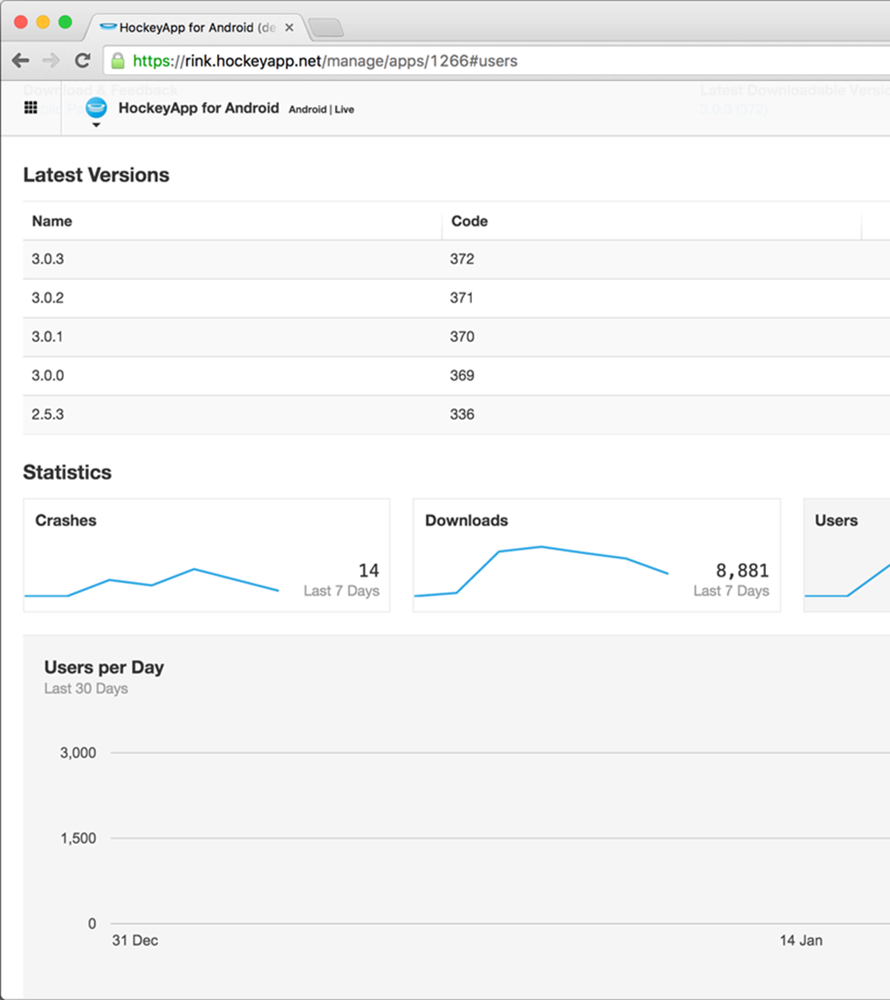 HockeyApp for Android (de
https://rink.hockeyapp.net/manage/apps/1266#users
Download & Feedback
Latest Downloadable Versio
3.0.3 (372)
HockeyApp for Android Android | Live
Latest Versions
Name Code
3.0.3 372
3.0.2 371
3.0.1 370
3.0.0 369
2.5.3 336
Statistics
Crashes
14
Last 7 Days
Downloads
8,881
Last 7 Days
Users
Users per Day
Last 30 Days
3,000
1,500
0
31 Dec 14 Jan